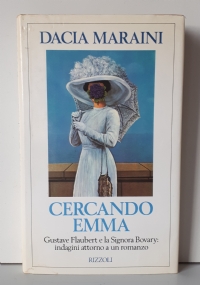 DACIA MARAINI
CERCANDO
EMMA
Gustave Flaubert e la Signora Bovary:
indagini attorno a un romanzo
RIZZOLI